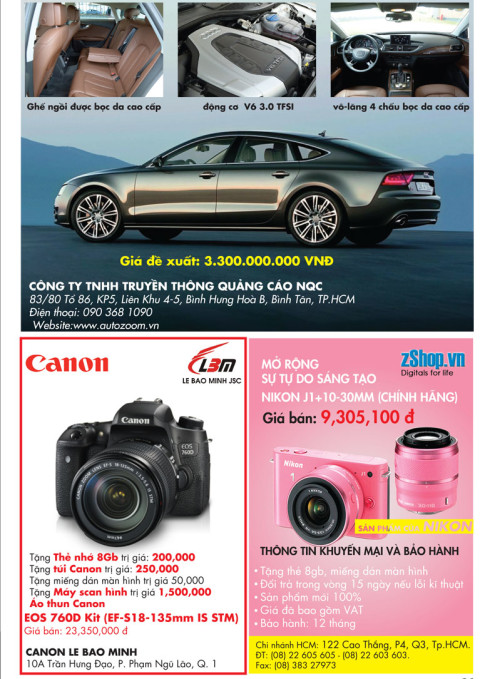 Ghế ngồi được bọc da cao cấp
động cơ V6 3.0 TFSI
vô-lăng 4 chấu bọc da cao cấp
Giá đề xuất: 3.300.000.000 VNĐ
CÔNG TY TNHH TRUYỀN THÔNG QUẢNG CÁO NQC
83/80 Tổ 86, KP5, Liên Khu 4-5, Bình Hưng Hoà B, Bình Tân, TP.HCM
Điện thoại: 090 368 1090
Website:www.autozoom.vn
Canon
LBM
LE BAO MINH JSC
Canon
EOS
760D
Tặng Thẻ nhớ 8Gb trị giá: 200,000
Tặng túi Canon trị giá: 250,000
Tặng miếng dán màn hình trị giá 50,000
Tặng Máy scan hình trị giá 1,500,000
Áo thun Canon
EOS 760D Kit (EF-S18-135mm IS STM)
Giá bán: 23,350,000 đ
CANON LE BAO MINH
10A Trần Hưng Đạo, P. Phạm Ngũ Lão, Q. 1
zShop.vn
Digitals for life
MỞ RỘNG
SỰ TỰ DO SÁNG TẠO
NIKON J1+10-30MM (CHÍNH HÃNG)
Giá bán: 9,305,100 đ
Nikon
SẢN PHẨM CỦA NIKON
THÔNG TIN KHUYẾN MẠI VÀ BẢO HÀNH
• Tặng thẻ 8gb, miếng dán màn hình
• Đổi trả trong vòng 15 ngày nếu lỗi kĩ thuật
• Sản phẩm mới 100%
• Giá đã bao gồm VAT
• Bảo hành: 12 tháng
Chi nhánh HCM: 122 Cao Thắng, P4, Q3, Tp.HCM.
ĐT: (08) 22 605 605 - (08) 22 603 603.
Fax: (08) 383 27973